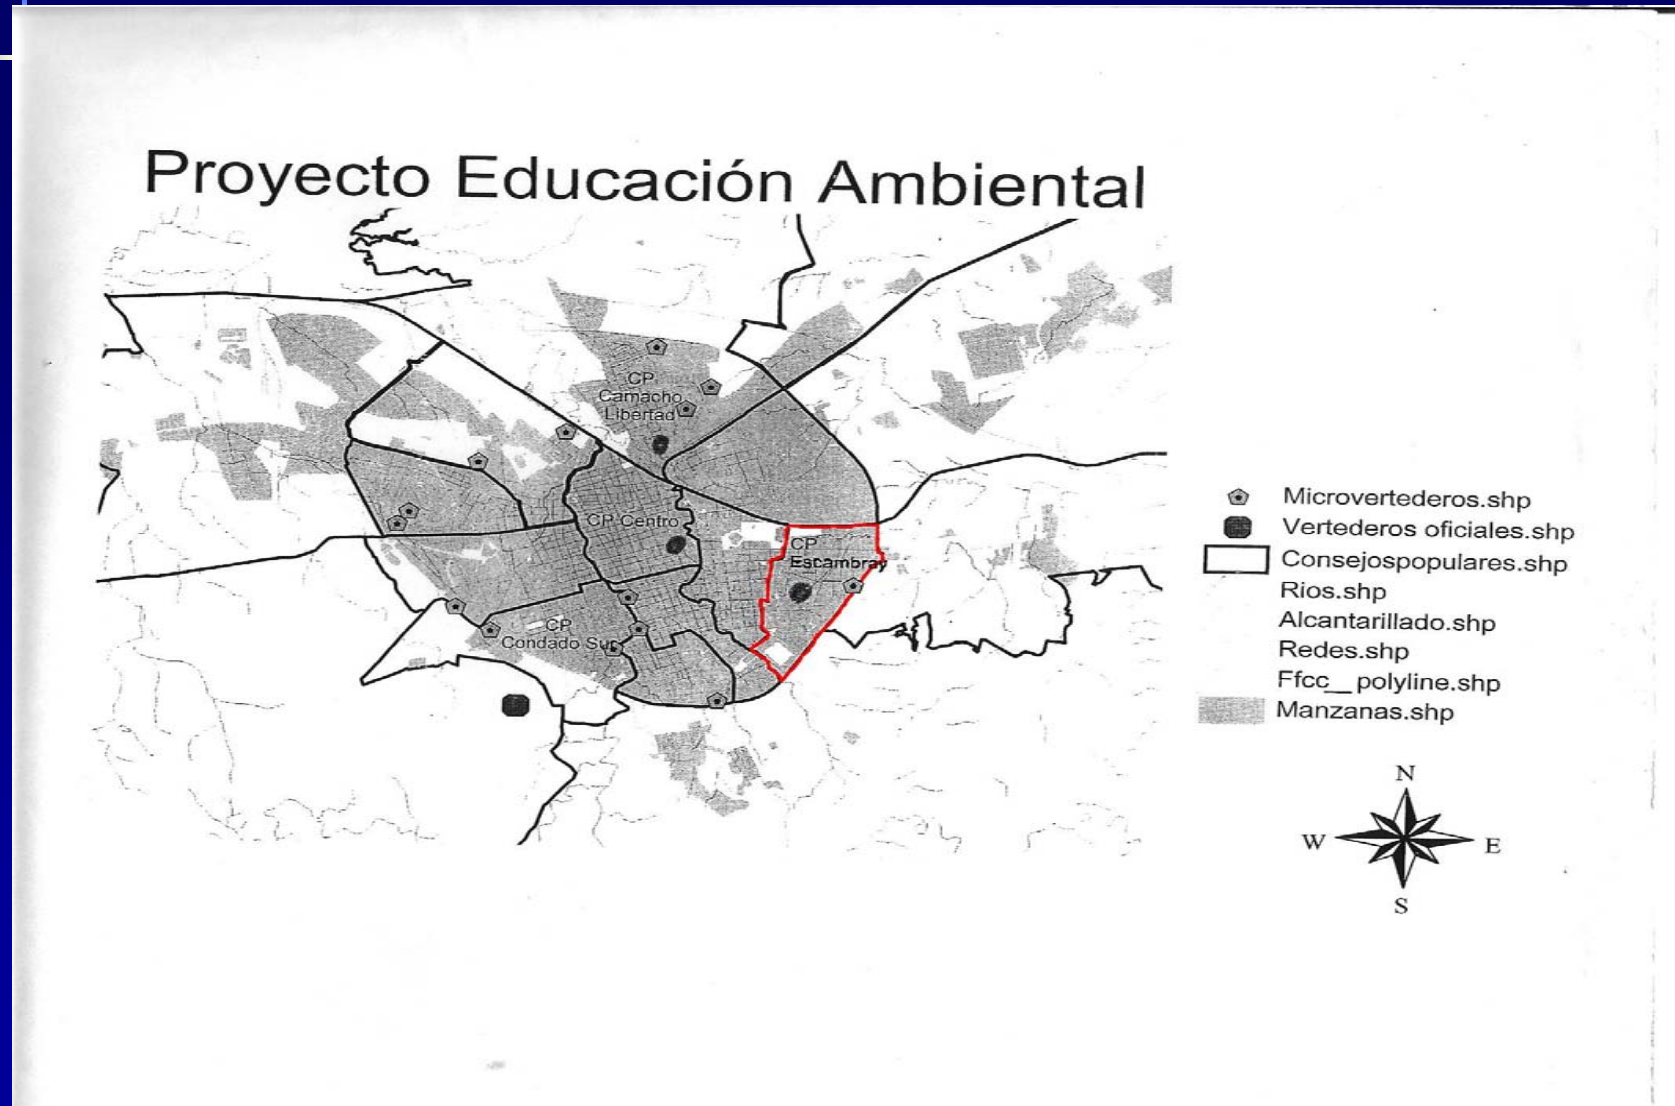 Proyecto Educación Ambiental
CP
Camacho
Libertad
CP Centro
CP
Escambray
CP
Condado Sur
Microvertederos.shp
Vertederos oficiales.shp
Consejospopulares.shp
Rios.shp
Alcantarillado.shp
Redes.shp
Ffcc_polyline.shp
Manzanas.shp
N
W
E
S